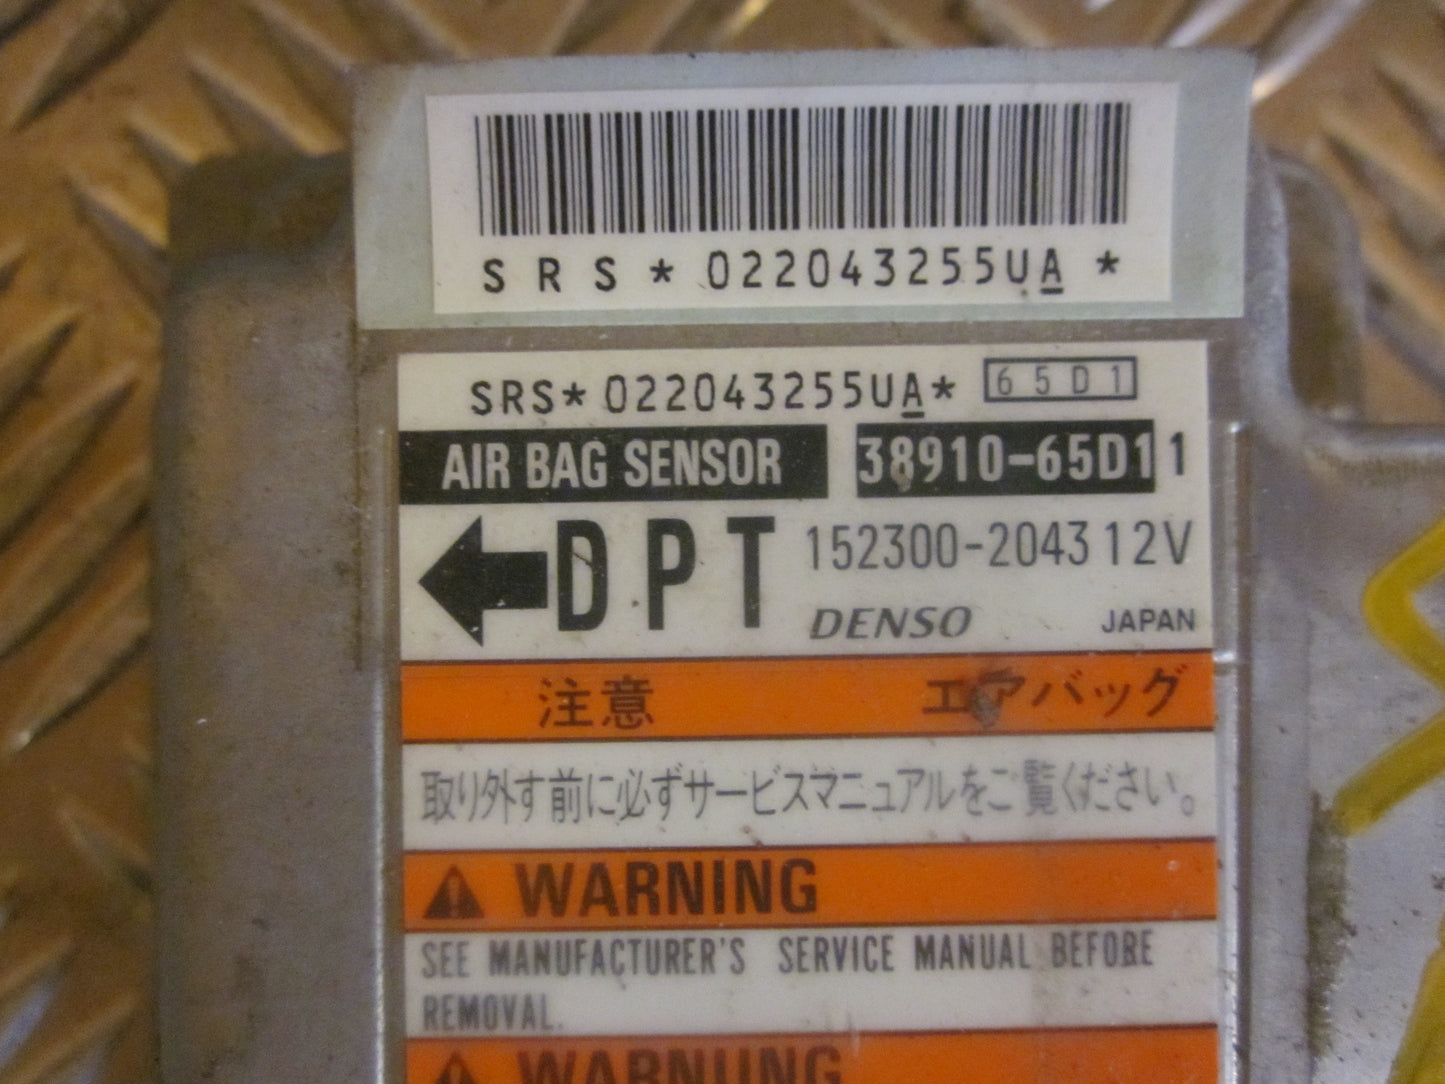 SRS*022043255UA*
SRS*022043255UA* 65D1
AIR BAG SENSOR 38910-65D11
DPT 152300-2043 12V
DENSO JAPAN
注意 エアバッグ
取り外す前に必ずサービスマニュアルをご覧ください。
WARNING
SEE MANUFACTURER'S SERVICE MANUAL BEFORE
REMOVAL.
WARNUNG